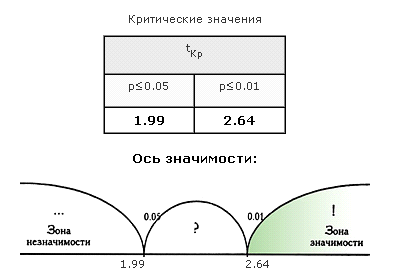 Критические значения
tКр
p≤0.05 p≤0.01
1.99 2.64
Ось значимости:
... 0.05 ? 0.01 !
Зона незначимости
Зона значимости
1.99 2.64